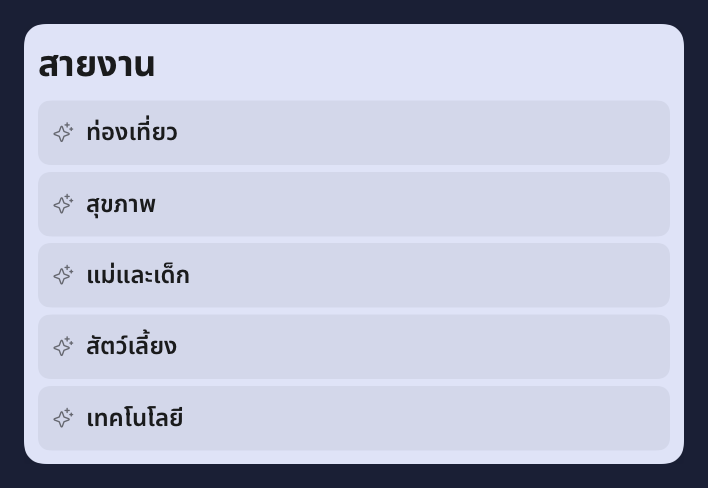 สายงาน
ท่องเที่ยว
สุขภาพ
แม่และเด็ก
สัตว์เลี้ยง
เทคโนโลยี